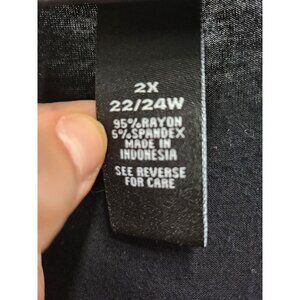 2X
22/24W
95%RAYON
5%SPANDEX
MADE IN
INDONESIA
SEE REVERSE
FOR CARE